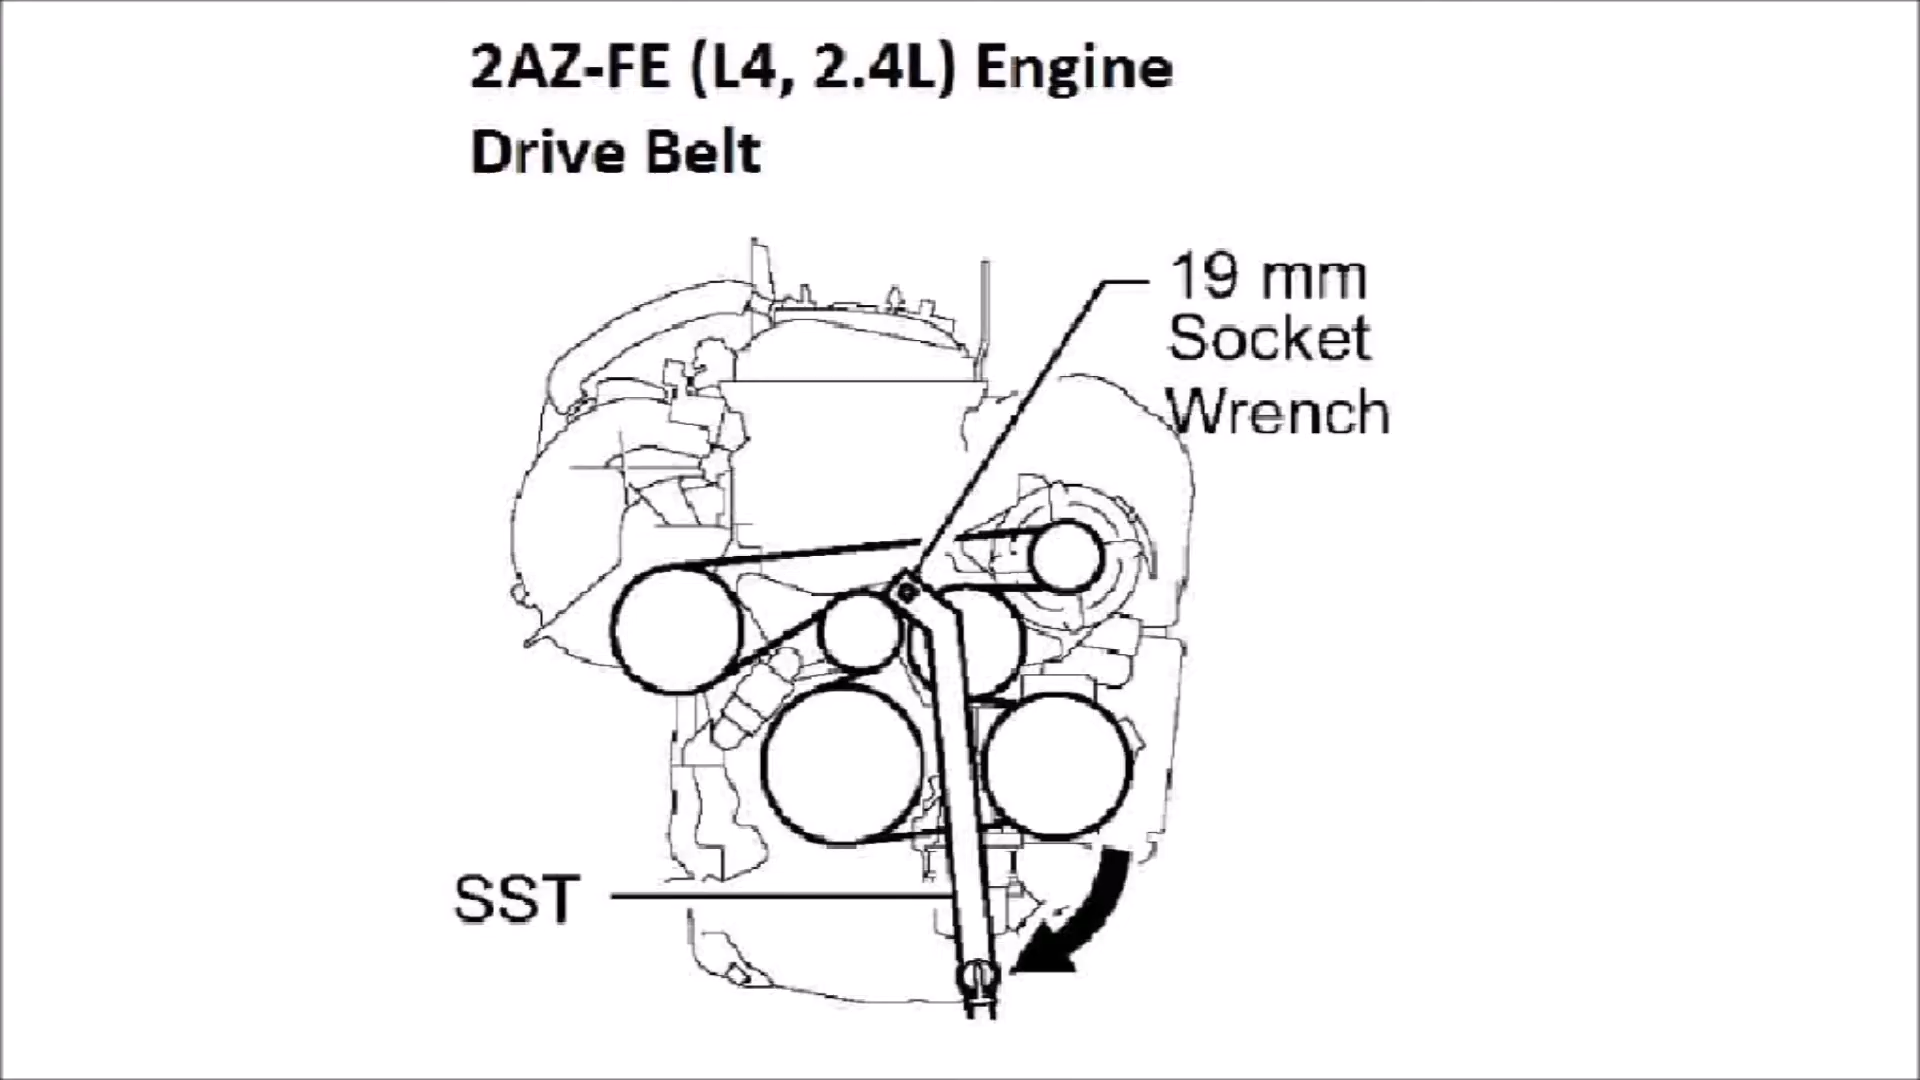 2AZ-FE (L4, 2.4L) Engine
Drive Belt
19 mm
Socket
Wrench
SST